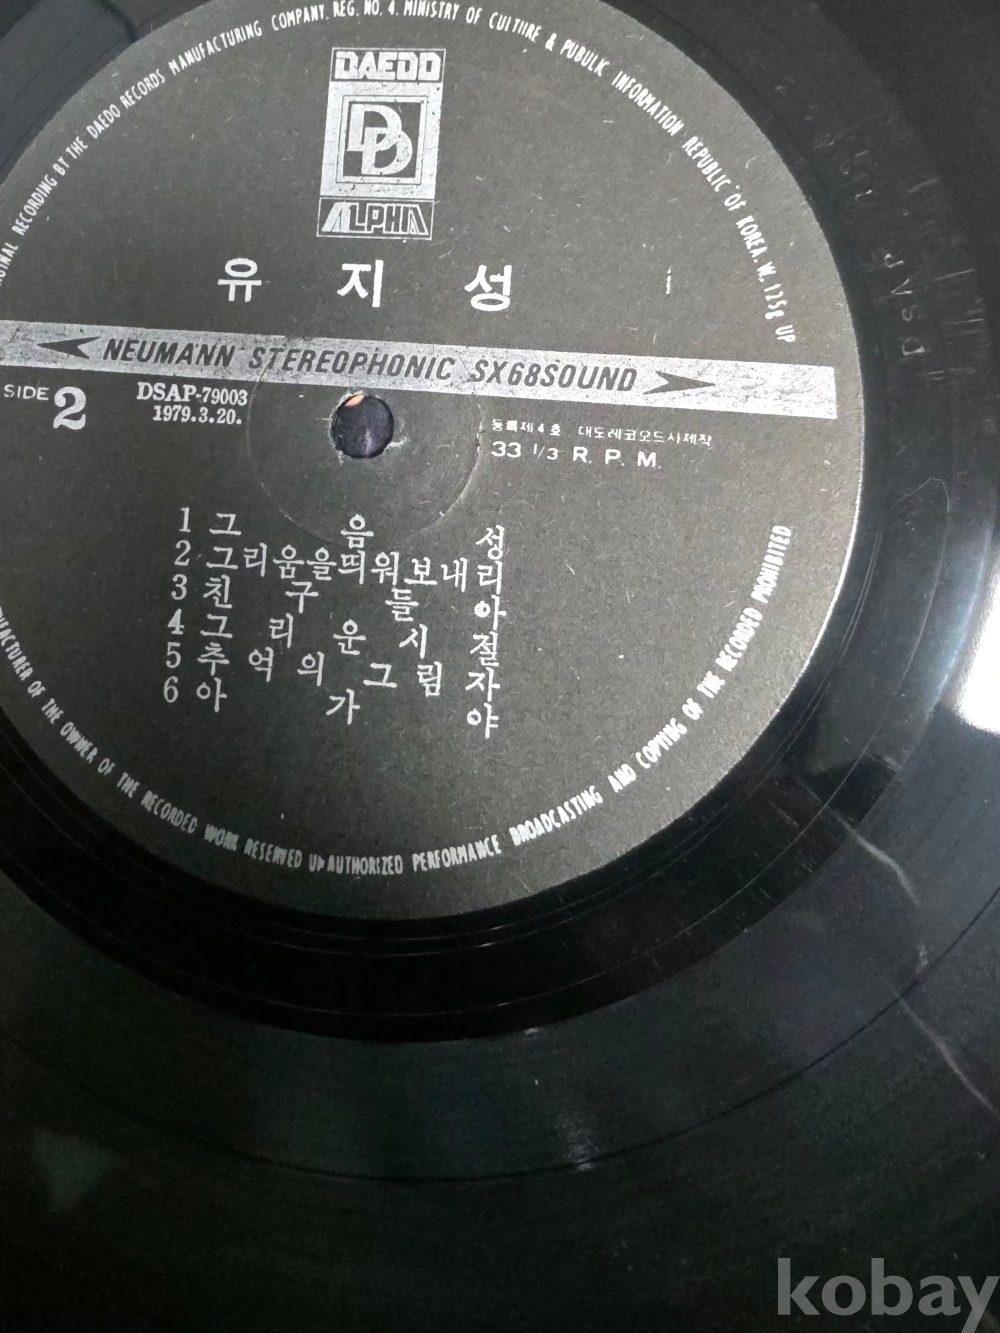 RECORDING BY THE DAEDO RECORDS MANUFACTURING COMPANY. REG. NO. 4. MINISTRY OF CULTURE & PUBULIK INFORMATION REPUBLIC OF KOREA. W. 125g UP
DAEDO
DD
ALPHA
유 지 성
NEUMANN STEREOPHONIC SX68SOUND
SIDE 2
DSAP-79003
1979.3.20.
등록제4호 대도레코오드사제작
33 1/3 R. P. M.
1 그 음 성
2 그리움을띄워보내리
3 친 구 들 아
4 그 리 운 시 절
5 추 억 의 그 림 자
6 아 가 야
OF THE OWNER OF THE RECORDED WORK RESERVED UNAUTHORIZED PERFORMANCE BROADCASTING AND COPYING OF THE RECORDED PROHIBITED
kobay